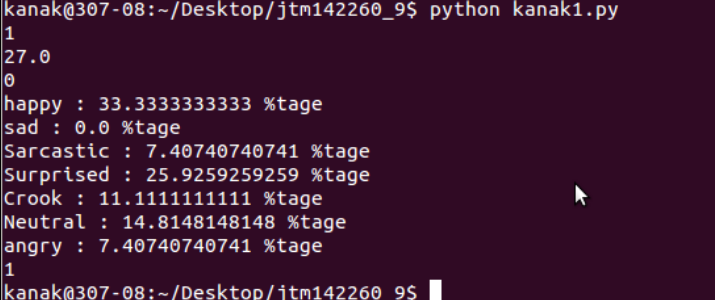 kanak@307-08:~/Desktop/jtm142260_9$ python kanak1.py
1
27.0
0
happy : 33.3333333333 %tage
sad : 0.0 %tage
Sarcastic : 7.40740740741 %tage
Surprised : 25.9259259259 %tage
Crook : 11.1111111111 %tage
Neutral : 14.8148148148 %tage
angry : 7.40740740741 %tage
1
kanak@307-08:~/Desktop/jtm142260_9$